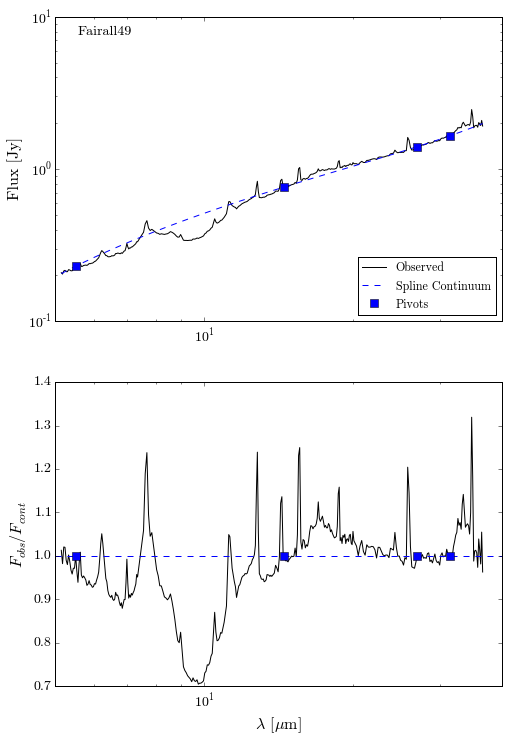 Fairall49
10^1
10^0
10^-1
Flux [Jy]
Observed
Spline Continuum
Pivots
10^1
1.4
1.3
1.2
1.1
1.0
0.9
0.8
0.7
F_obs/F_cont
10^1
λ [μm]